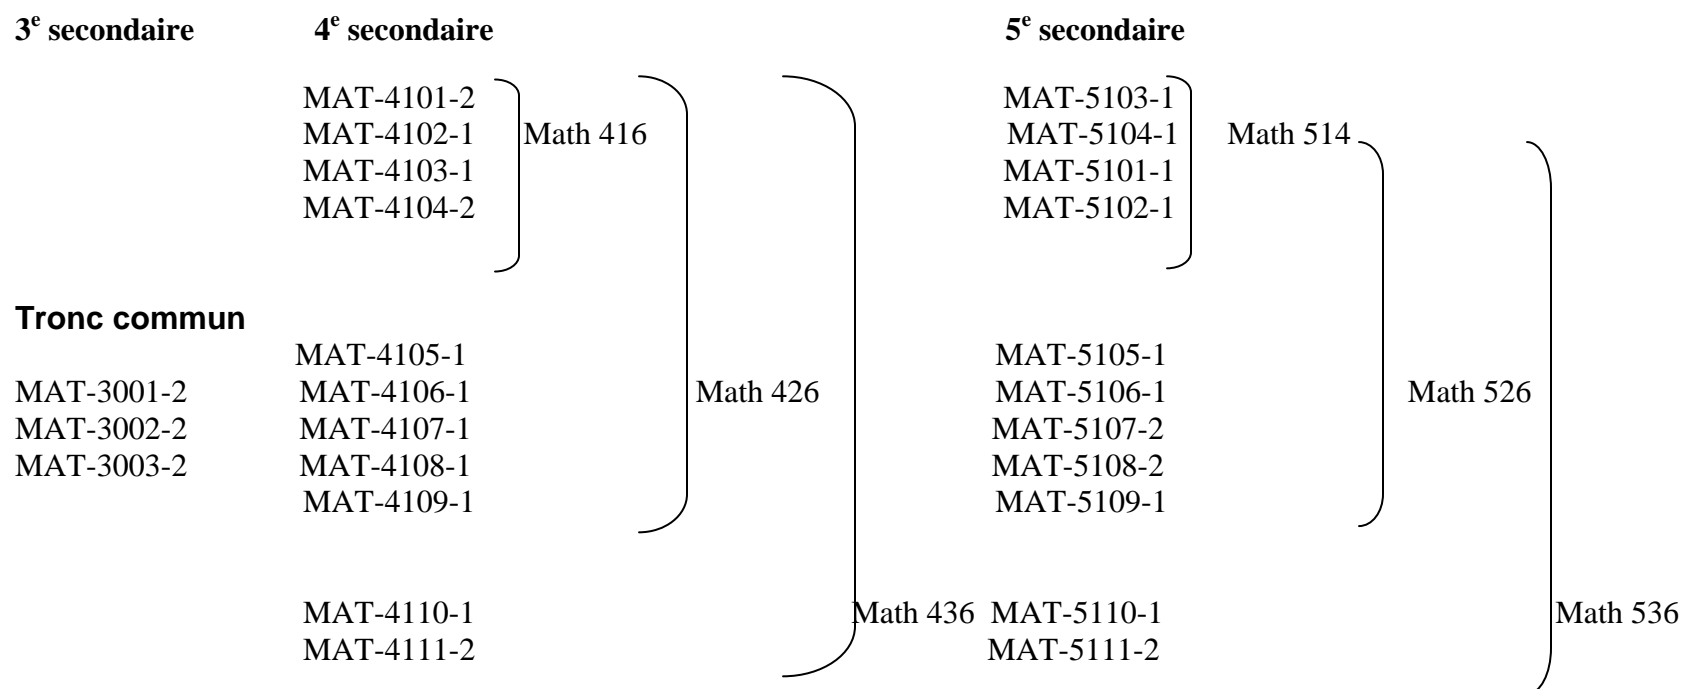 3e secondaire 4e secondaire 5e secondaire
MAT-4101-2 MAT-5103-1
MAT-4102-1 Math 416 MAT-5104-1 Math 514
MAT-4103-1 MAT-5101-1
MAT-4104-2 MAT-5102-1
Tronc commun
MAT-4105-1 MAT-5105-1
MAT-3001-2 MAT-4106-1 Math 426 MAT-5106-1 Math 526
MAT-3002-2 MAT-4107-1 MAT-5107-2
MAT-3003-2 MAT-4108-1 MAT-5108-2
MAT-4109-1 MAT-5109-1
MAT-4110-1 Math 436 MAT-5110-1 Math 536
MAT-4111-2 MAT-5111-2